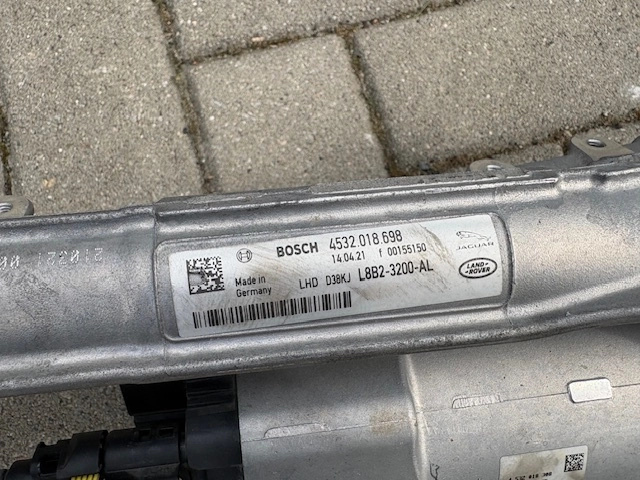 BOSCH 4532.018.698
14.04.21 f 00155150
JAGUAR
Made in
Germany
LHD D38KJ L8B2-3200-AL
LAND-
ROVER